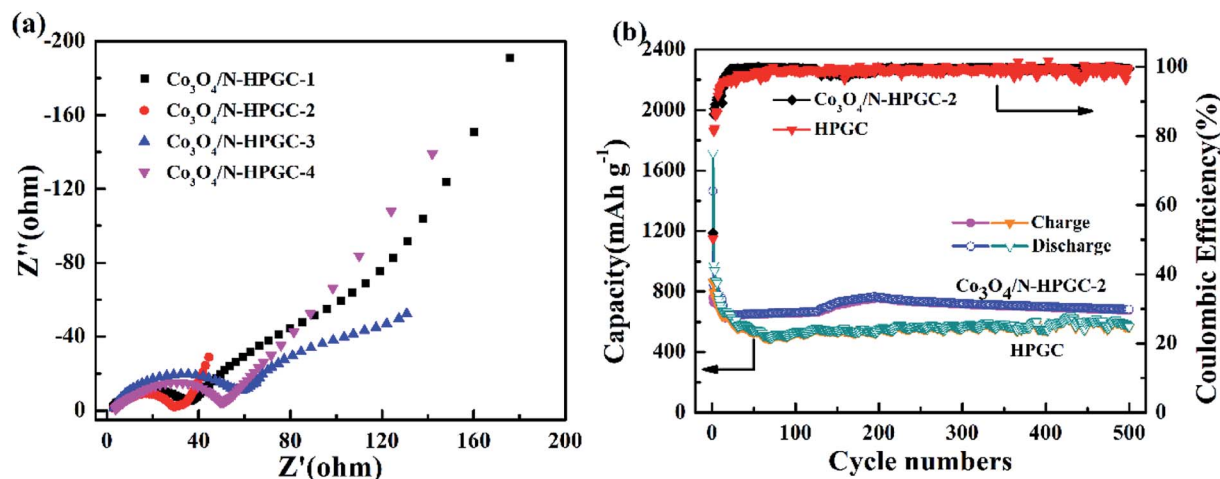 (a)
-200
-160
-120
-80
-40
0
Z''(ohm)
Co₃O₄/N-HPGC-1
Co₃O₄/N-HPGC-2
Co₃O₄/N-HPGC-3
Co₃O₄/N-HPGC-4
0 40 80 120 160 200
Z'(ohm)
(b)
2400
2000
1600
1200
800
400
0
Capacity(mAh g⁻¹)
Co₃O₄/N-HPGC-2
HPGC
Charge
Discharge
Co₃O₄/N-HPGC-2
HPGC
100
80
60
40
20
0
Coulombic Efficiency(%)
0 100 200 300 400 500
Cycle numbers